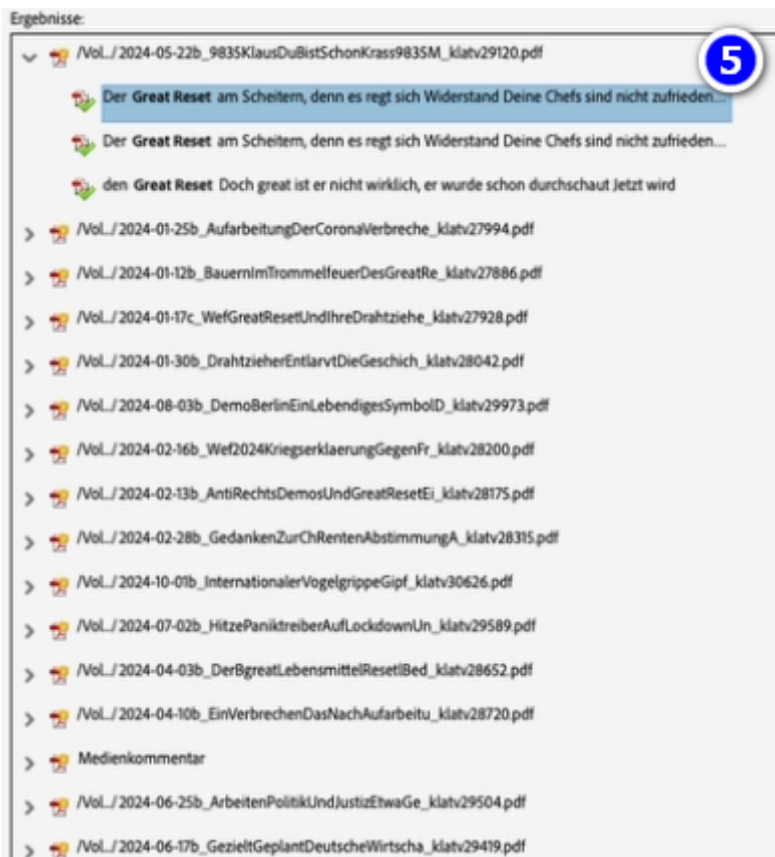 Ergebnisse:
/Vol../2024-05-22b_9835KlausDuBistSchonKrass9835M_klatv29120.pdf
5
Der Great Reset am Scheitern, denn es regt sich Widerstand Deine Chefs sind nicht zufrieden...
Der Great Reset am Scheitern, denn es regt sich Widerstand Deine Chefs sind nicht zufrieden...
den Great Reset Doch great ist er nicht wirklich, er wurde schon durchschaut Jetzt wird
/Vol../2024-01-25b_AufarbeitungDerCoronaVerbreche_klatv27994.pdf
/Vol../2024-01-12b_BauernImTrommelfeuerDesGreatRe_klatv27886.pdf
/Vol../2024-01-17c_WefGreatResetUndIhreDrahtziehe_klatv27928.pdf
/Vol../2024-01-30b_DrahtzieherEntlarvtDieGeschich_klatv28042.pdf
/Vol../2024-08-03b_DemoBerlinEinLebendigesSymbolD_klatv29973.pdf
/Vol../2024-02-16b_Wef2024KriegserklaerungGegenFr_klatv28200.pdf
/Vol../2024-02-13b_AntiRechtsDemosUndGreatResetEi_klatv28175.pdf
/Vol../2024-02-28b_GedankenZurChRentenAbstimmungA_klatv28315.pdf
/Vol../2024-10-01b_InternationalerVogelgrippeGipf_klatv30626.pdf
/Vol../2024-07-02b_HitzePaniktreiberAufLockdownUn_klatv29589.pdf
/Vol../2024-04-03b_DerBgreatLebensmittelResetlBed_klatv28652.pdf
/Vol../2024-04-10b_EinVerbrechenDasNachAufarbeitu_klatv28720.pdf
Medienkommentar
/Vol../2024-06-25b_ArbeitenPolitikUndJustizEtwaGe_klatv29504.pdf
/Vol../2024-06-17b_GezieltGeplantDeutscheWirtscha_klatv29419.pdf